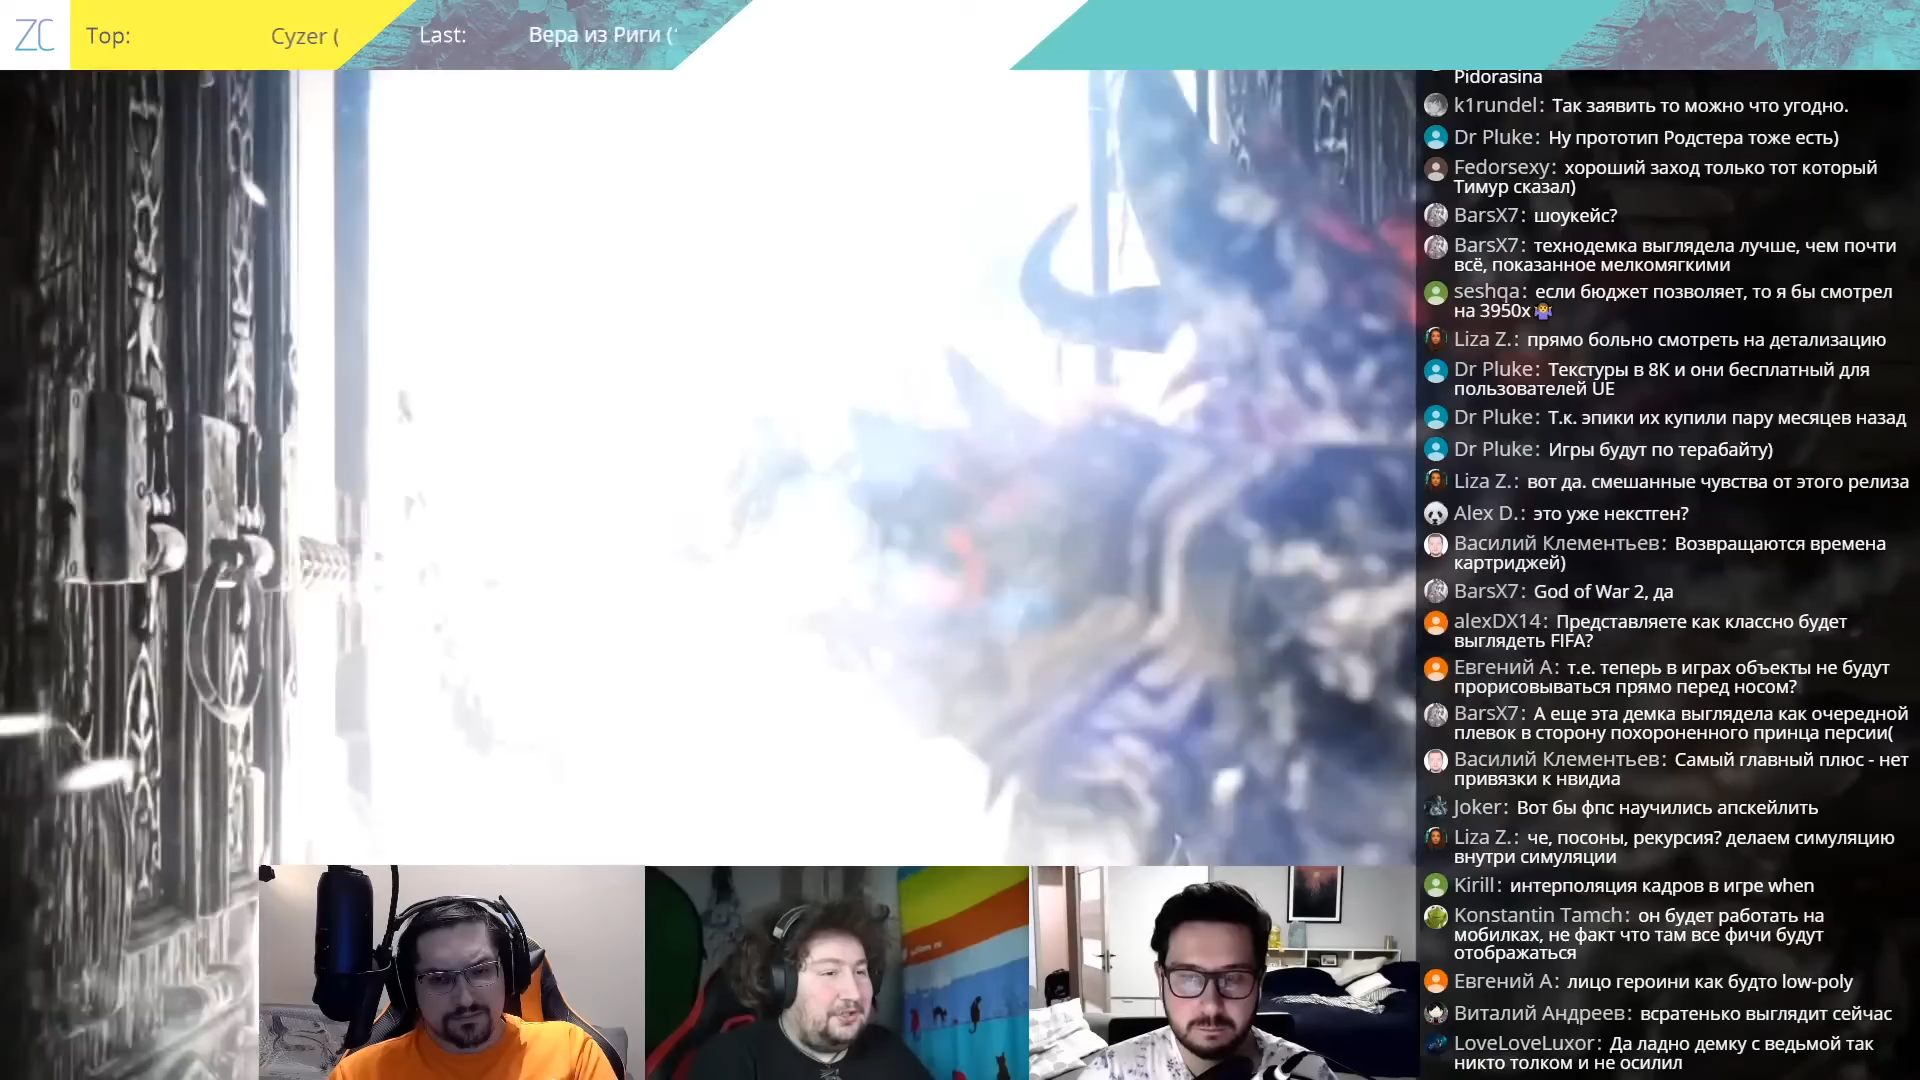 ZC
Top:
Cyzer (
Last:
Вера из Риги (
Pidorasina
k1rundel: Так заявить то можно что угодно.
Dr Pluke: Ну прототип Родстера тоже есть)
Fedorsexy: хороший заход только тот который
Тимур сказал)
BarsX7: шоукейс?
BarsX7: технодемка выглядела лучше, чем почти
всё, показанное мелкомягкими
seshqa: если бюджет позволяет, то я бы смотрел
на 3950x
Liza Z.: прямо больно смотреть на детализацию
Dr Pluke: Текстуры в 8К и они бесплатный для
пользователей UE
Dr Pluke: Т.к. эпики их купили пару месяцев назад
Dr Pluke: Игры будут по терабайту)
Liza Z.: вот да. смешанные чувства от этого релиза
Alex D.: это уже некстген?
Василий Клементьев: Возвращаются времена
картриджей)
BarsX7: God of War 2, да
alexDX14: Представляете как классно будет
выглядеть FIFA?
Евгений А: т.е. теперь в играх объекты не будут
прорисовываться прямо перед носом?
BarsX7: А еще эта демка выглядела как очередной
плевок в сторону похороненного принца персии(
Василий Клементьев: Самый главный плюс - нет
привязки к нвидиа
Joker: Вот бы фпс научились апскейлить
Liza Z.: че, посоны, рекурсия? делаем симуляцию
внутри симуляции
Kirill: интерполяция кадров в игре when
Konstantin Tamch: он будет работать на
мобилках, не факт что там все фичи будут
отображаться
Евгений А: лицо героини как будто low-poly
Виталий Андреев: всратенько выглядит сейчас
LoveLoveLuxor: Да ладно демку с ведьмой так
никто толком и не осилил